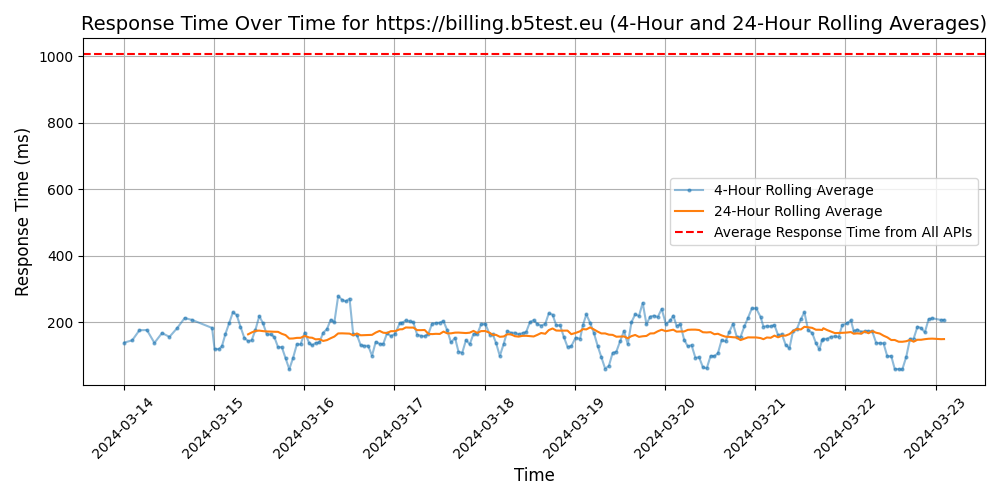 Response Time Over Time for https://billing.b5test.eu (4-Hour and 24-Hour Rolling Averages)
Response Time (ms)
1000
800
600
400
200
4-Hour Rolling Average
24-Hour Rolling Average
Average Response Time from All APIs
2024-03-14
2024-03-15
2024-03-16
2024-03-17
2024-03-18
2024-03-19
2024-03-20
2024-03-21
2024-03-22
2024-03-23
Time